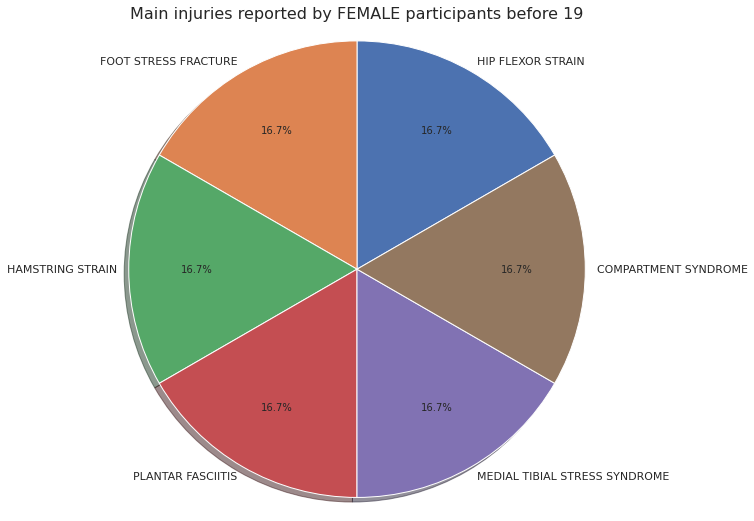 Main injuries reported by FEMALE participants before 19
FOOT STRESS FRACTURE
HIP FLEXOR STRAIN
16.7%
16.7%
HAMSTRING STRAIN
16.7%
16.7%
COMPARTMENT SYNDROME
16.7%
16.7%
PLANTAR FASCIITIS
MEDIAL TIBIAL STRESS SYNDROME